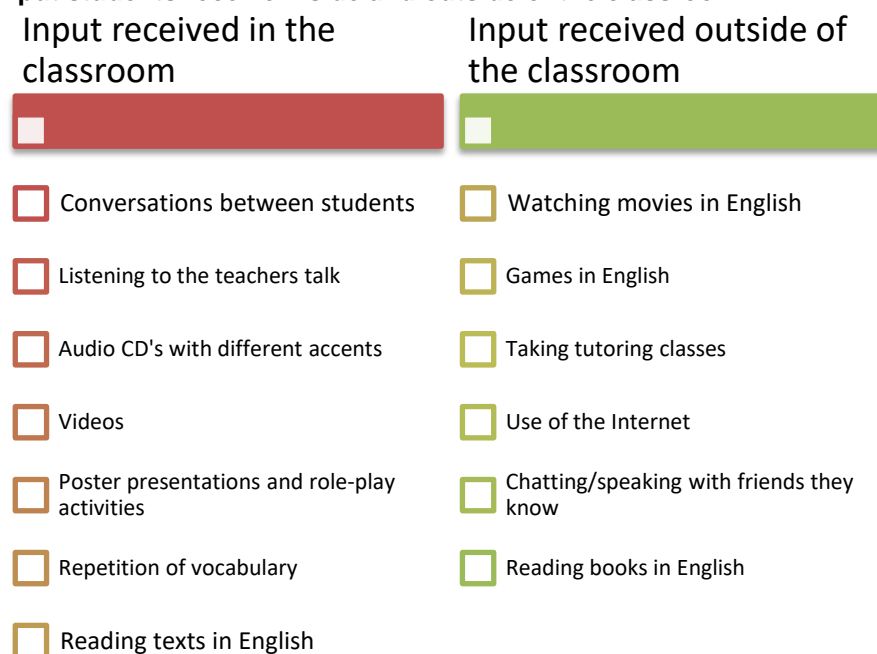 Input received in the
classroom
Conversations between students
Listening to the teachers talk
Audio CD's with different accents
Videos
Poster presentations and role-play
activities
Repetition of vocabulary
Reading texts in English
Input received outside of
the classroom
Watching movies in English
Games in English
Taking tutoring classes
Use of the Internet
Chatting/speaking with friends they
know
Reading books in English